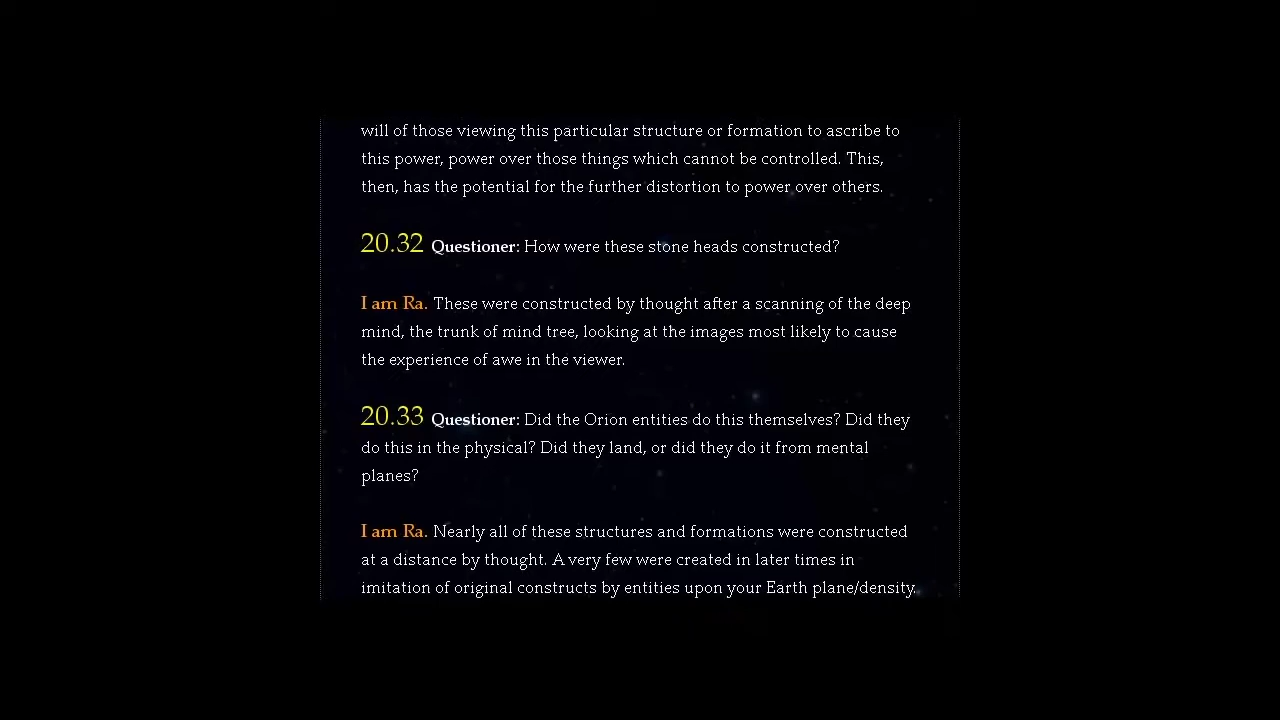 will of those viewing this particular structure or formation to ascribe to
this power, power over those things which cannot be controlled. This,
then, has the potential for the further distortion to power over others.
20.32 Questioner: How were these stone heads constructed?
I am Ra. These were constructed by thought after a scanning of the deep
mind, the trunk of mind tree, looking at the images most likely to cause
the experience of awe in the viewer.
20.33 Questioner: Did the Orion entities do this themselves? Did they
do this in the physical? Did they land, or did they do it from mental
planes?
I am Ra. Nearly all of these structures and formations were constructed
at a distance by thought. A very few were created in later times in
imitation of original constructs by entities upon your Earth plane/density.